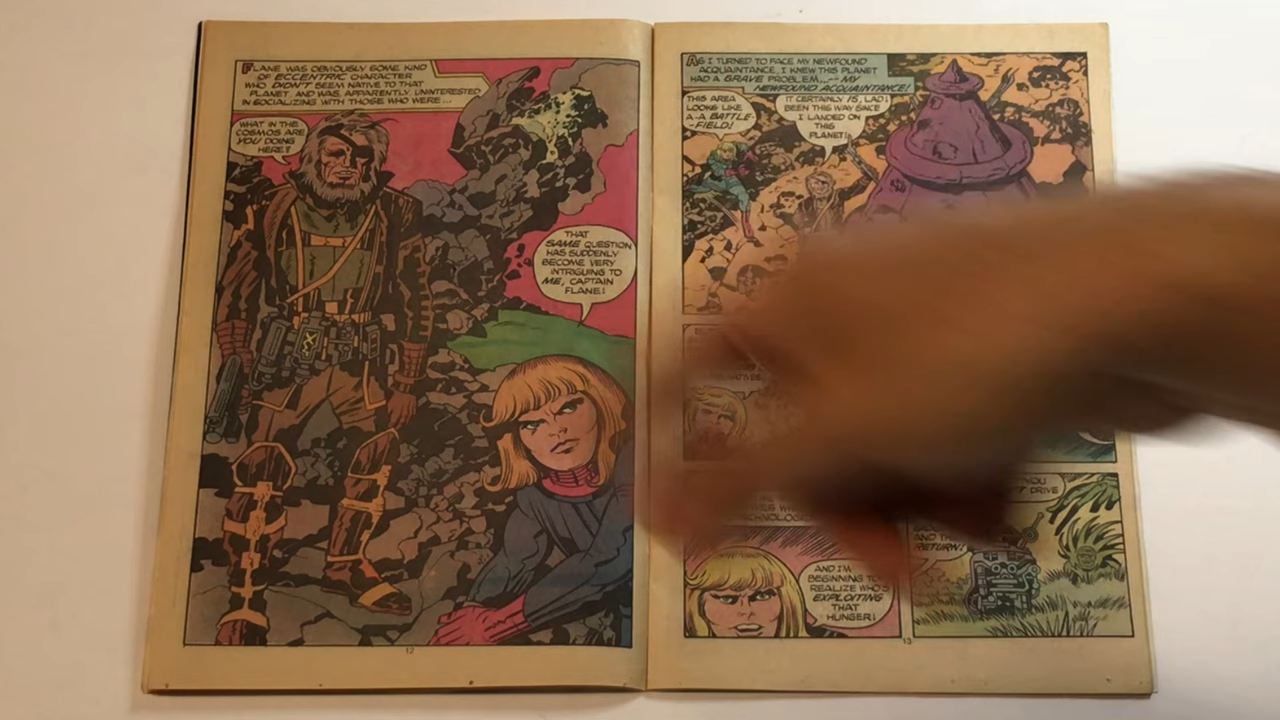 FLANE WAS OBVIOUSLY SOME KIND
OF ECCENTRIC CHARACTER
WHO DIDN'T SEEM NATIVE TO THAT
PLANET AND WAS, APPARENTLY, UNINTERESTED
IN SOCIALIZING WITH THOSE WHO WERE...
WHAT IN THE
COSMOS ARE
YOU DOING
HERE?
THAT
SAME QUESTION
HAS SUDDENLY
BECOME VERY
INTRIGUING TO
ME, CAPTAIN
FLANE!
12
AS I TURNED TO FACE MY NEWFOUND
ACQUAINTANCE, I KNEW THIS PLANET
HAD A GRAVE PROBLEM...-- MY
NEWFOUND ACQUAINTANCE!
THIS AREA
LOOKS LIKE
A-A BATTLE-
-FIELD!
IT CERTAINLY IS, LAD!
BEEN THIS WAY SINCE
I LANDED ON
THIS
PLANET!
YOU
DRIVE
AND TH
RETURN!
AND I'M
BEGINNING TO
REALIZE WHO'S
EXPLOITING
THAT
HUNGER!
13